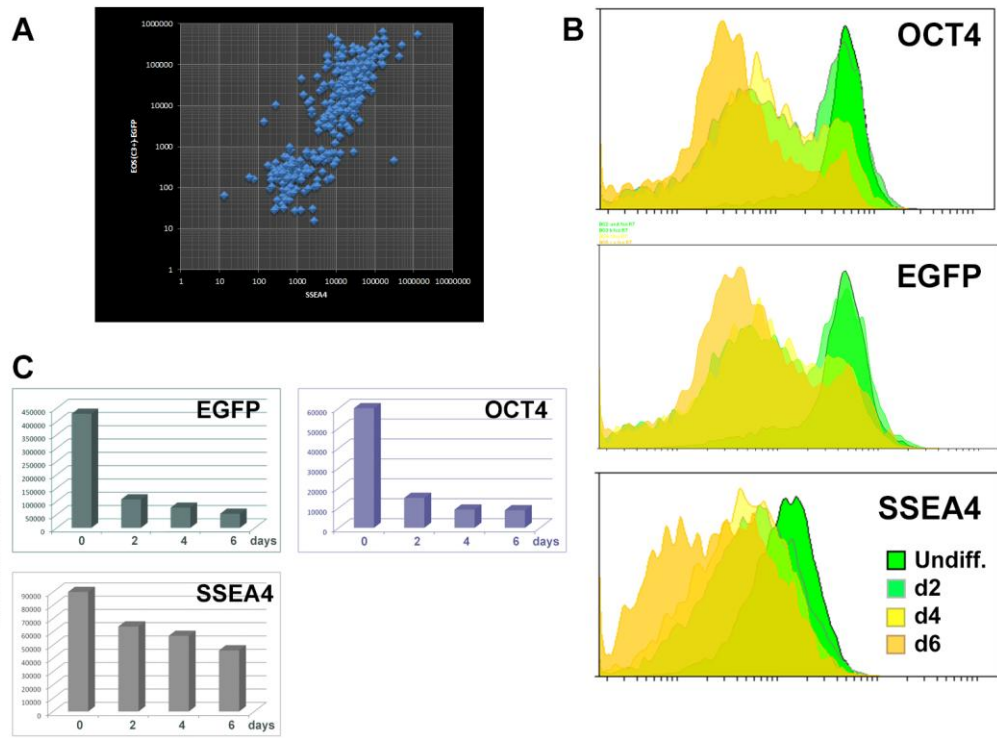 A
1000000
100000
10000
1000
100
10
1
EOS(C3+)-EGFP
1 10 100 1000 10000 100000 1000000 10000000
SSEA4
B
OCT4
EGFP
SSEA4
Undiff.
d2
d4
d6
C
EGFP
450000
400000
350000
300000
250000
200000
150000
100000
50000
0
0 2 4 6 days
OCT4
60000
50000
40000
30000
20000
10000
0
0 2 4 6 days
SSEA4
90000
80000
70000
60000
50000
40000
30000
20000
10000
0
0 2 4 6 days